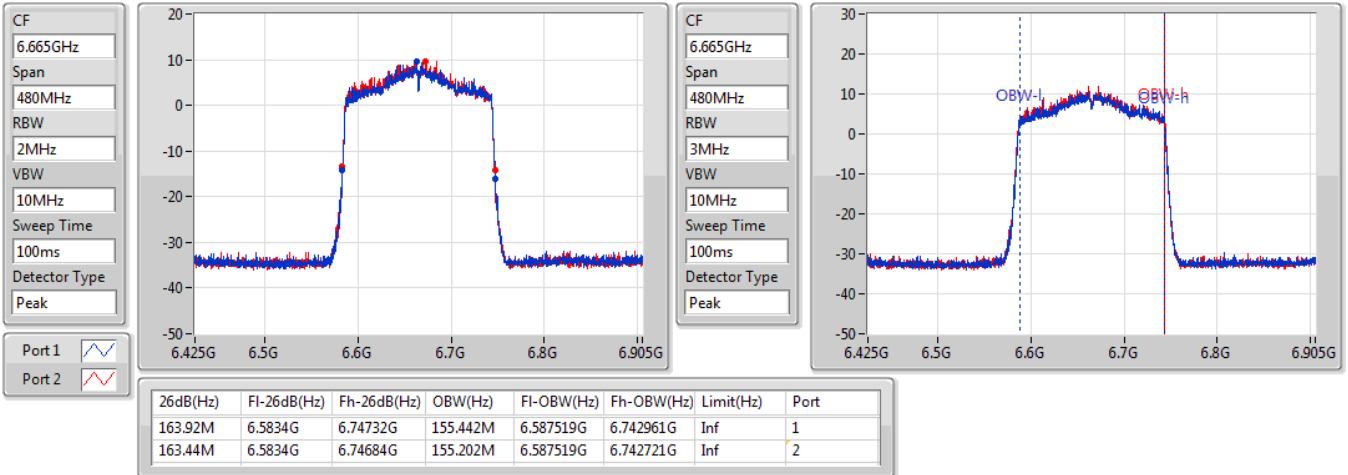 CF
6.665GHz
Span
480MHz
RBW
2MHz
VBW
10MHz
Sweep Time
100ms
Detector Type
Peak
20
10
0
-10
-20
-30
-40
-50
6.425G 6.5G 6.6G 6.7G 6.8G 6.905G
CF
6.665GHz
Span
480MHz
RBW
3MHz
VBW
10MHz
Sweep Time
100ms
Detector Type
Peak
30
20
10
0
-10
-20
-30
-40
-50
OBW-l OBW-h
OBW-h
6.425G 6.5G 6.6G 6.7G 6.8G 6.905G
Port 1
Port 2
26dB(Hz) Fl-26dB(Hz) Fh-26dB(Hz) OBW(Hz) Fl-OBW(Hz) Fh-OBW(Hz) Limit(Hz) Port
163.92M 6.5834G 6.74732G 155.442M 6.587519G 6.742961G Inf 1
163.44M 6.5834G 6.74684G 155.202M 6.587519G 6.742721G Inf 2